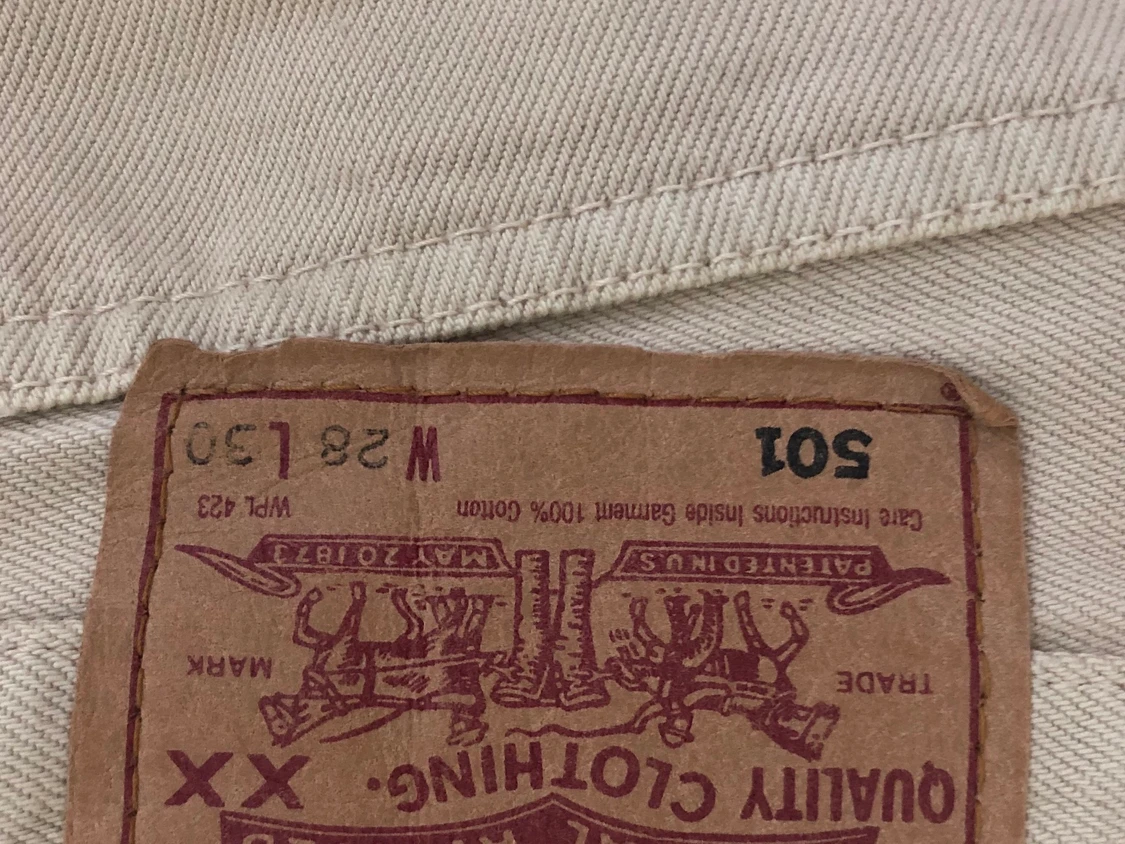 QUALITY CLOTHING. XX
TRADE MARK
PATENTED IN U.S. MAY 20 1873
Care Instructions Inside Garment 100% Cotton WPL 423
501 W 28 L 30